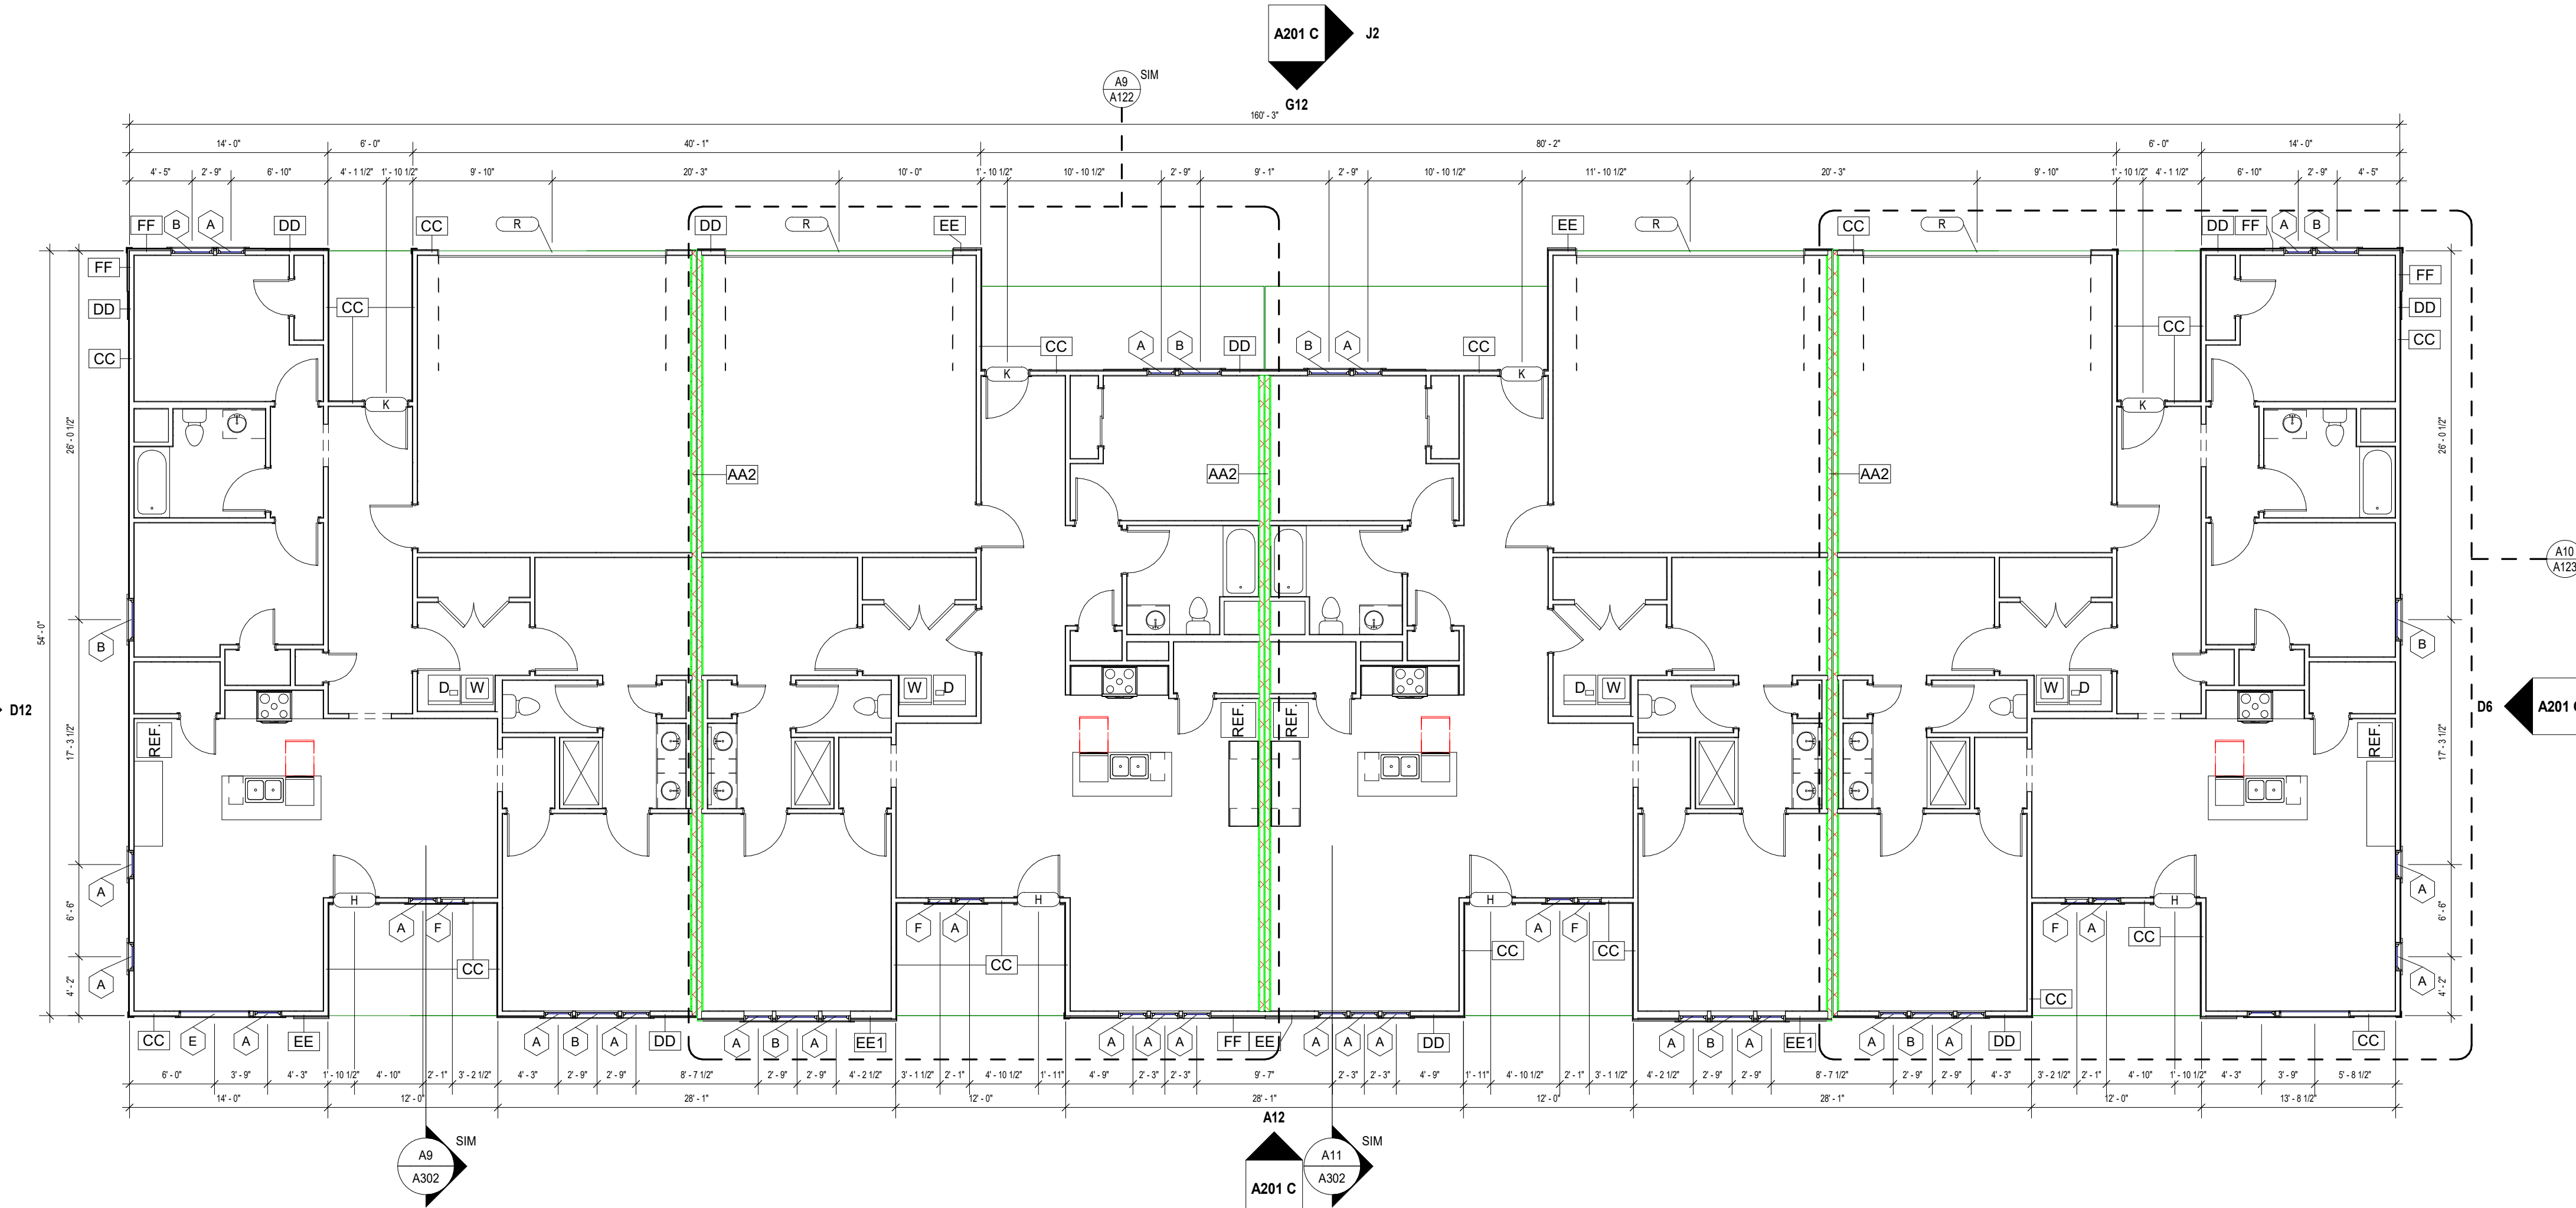 A201 C
J2
G12
A9
A122
SIM
160' - 3"
14' - 0"
6' - 0"
40' - 1"
80' - 2"
6' - 0"
14' - 0"
4' - 5"
2' - 9"
6' - 10"
4' - 1 1/2"
1' - 10 1/2"
9' - 10"
20' - 3"
10' - 0"
1' - 10 1/2"
10' - 10 1/2"
2' - 9"
9' - 1"
2' - 9"
10' - 10 1/2"
11' - 10 1/2"
20' - 3"
9' - 10"
1' - 10 1/2"
4' - 1 1/2"
6' - 10"
2' - 9"
4' - 5"
FF
B
A
DD
CC
R
DD
R
EE
EE
R
CC
R
DD
FF
A
B
FF
DD
CC
CC
CC
A
B
DD
B
A
CC
CC
FF
DD
CC
K
K
K
K
26' - 0 1/2"
54' - 0"
17' - 3 1/2"
6' - 6"
4' - 2"
26' - 0 1/2"
17' - 3 1/2"
6' - 6"
4' - 2"
AA2
AA2
AA2
A10
A123
B
B
D
W
W
D
D
W
W
D
D12
REF.
REF.
REF.
REF.
D6
A201 C
A
A
H
A
F
F
A
H
H
A
F
F
A
H
A
A
CC
CC
CC
CC
CC
CC
CC
E
A
EE
A
B
A
DD
A
B
A
EE1
A
A
A
FF
EE
A
A
A
DD
A
B
A
EE1
A
B
A
DD
CC
6' - 0"
3' - 9"
4' - 3"
1' - 10 1/2"
4' - 10"
2' - 1"
3' - 2 1/2"
4' - 3"
2' - 9"
2' - 9"
8' - 7 1/2"
2' - 9"
2' - 9"
4' - 2 1/2"
3' - 1 1/2"
2' - 1"
4' - 10 1/2"
1' - 11"
4' - 9"
2' - 3"
2' - 3"
9' - 7"
2' - 3"
2' - 3"
4' - 9"
1' - 11"
4' - 10 1/2"
2' - 1"
3' - 1 1/2"
4' - 2 1/2"
2' - 9"
2' - 9"
8' - 7 1/2"
2' - 9"
2' - 9"
4' - 3"
3' - 2 1/2"
2' - 1"
4' - 10"
1' - 10 1/2"
4' - 3"
3' - 9"
5' - 8 1/2"
14' - 0"
12' - 0"
28' - 1"
12' - 0"
28' - 1"
12' - 0"
28' - 1"
12' - 0"
13' - 8 1/2"
A12
A9
A302
SIM
A201 C
A11
A302
SIM